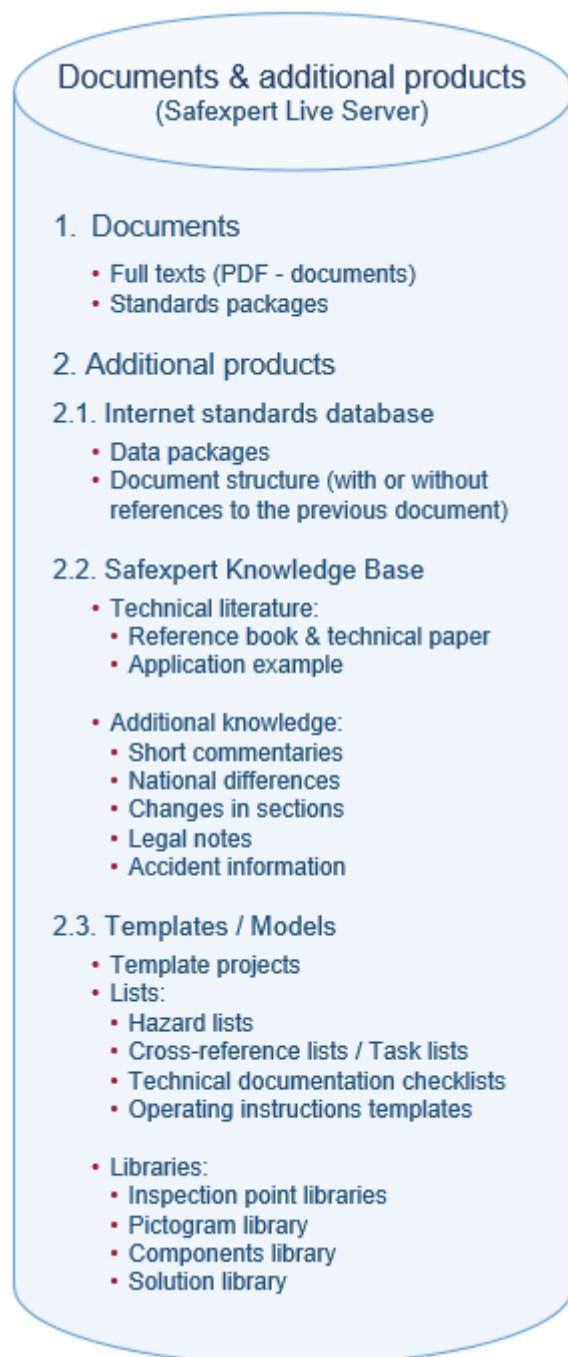 Documents & additional products
(Safexpert Live Server)
1. Documents
• Full texts (PDF - documents)
• Standards packages
2. Additional products
2.1. Internet standards database
• Data packages
• Document structure (with or without
references to the previous document)
2.2. Safexpert Knowledge Base
• Technical literature:
• Reference book & technical paper
• Application example
• Additional knowledge:
• Short commentaries
• National differences
• Changes in sections
• Legal notes
• Accident information
2.3. Templates / Models
• Template projects
• Lists:
• Hazard lists
• Cross-reference lists / Task lists
• Technical documentation checklists
• Operating instructions templates
• Libraries:
• Inspection point libraries
• Pictogram library
• Components library
• Solution library